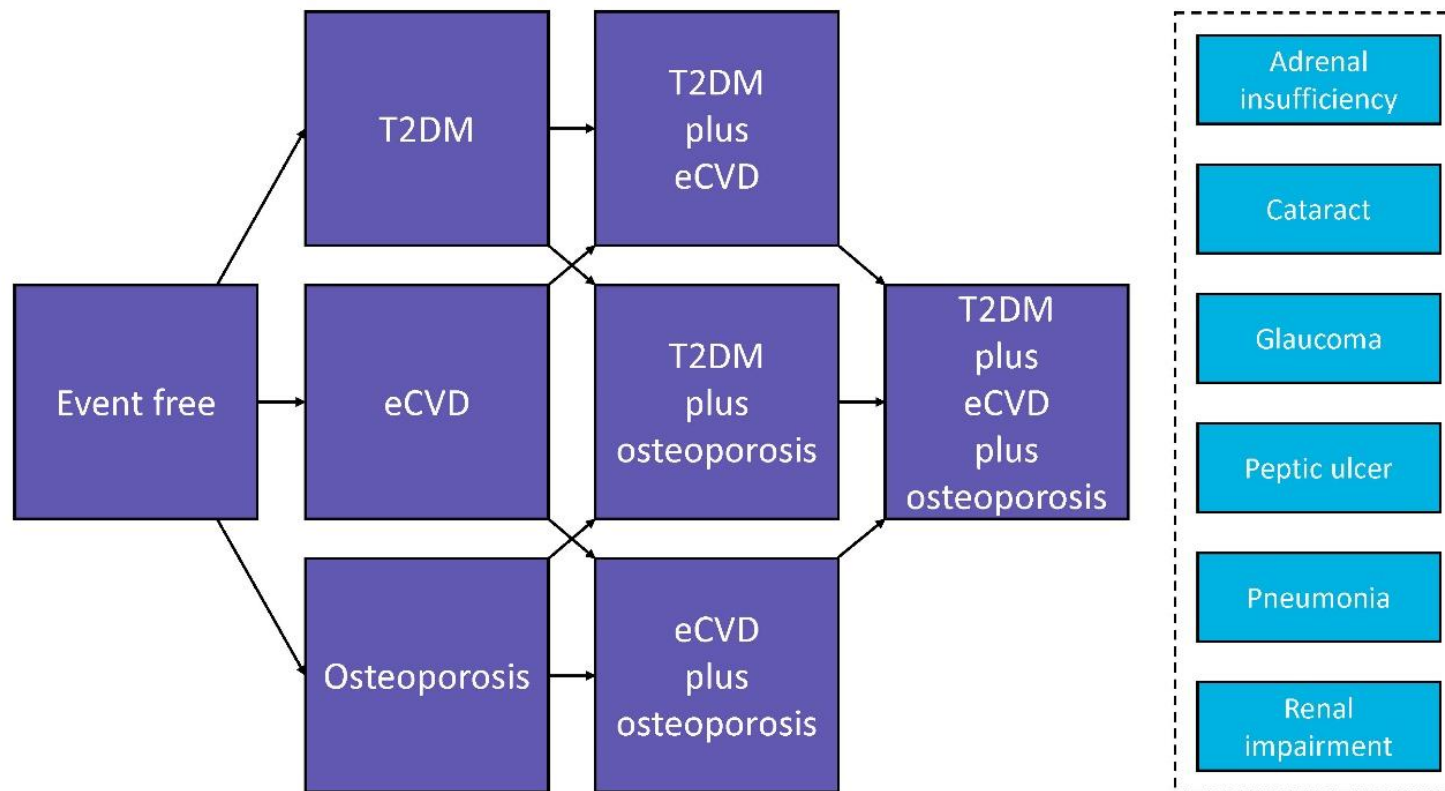 Event free
T2DM
eCVD
Osteoporosis
T2DM
plus
eCVD
T2DM
plus
osteoporosis
eCVD
plus
osteoporosis
T2DM
plus
eCVD
plus
osteoporosis
Adrenal
insufficiency
Cataract
Glaucoma
Peptic ulcer
Pneumonia
Renal
impairment